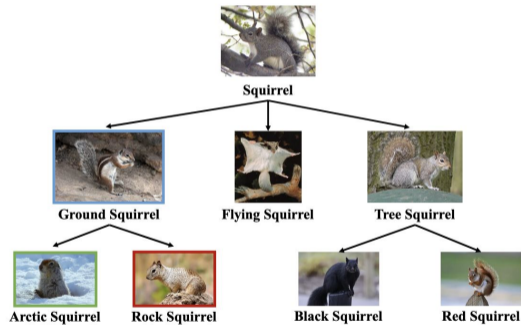 Squirrel
Ground Squirrel
Flying Squirrel
Tree Squirrel
Arctic Squirrel
Rock Squirrel
Black Squirrel
Red Squirrel